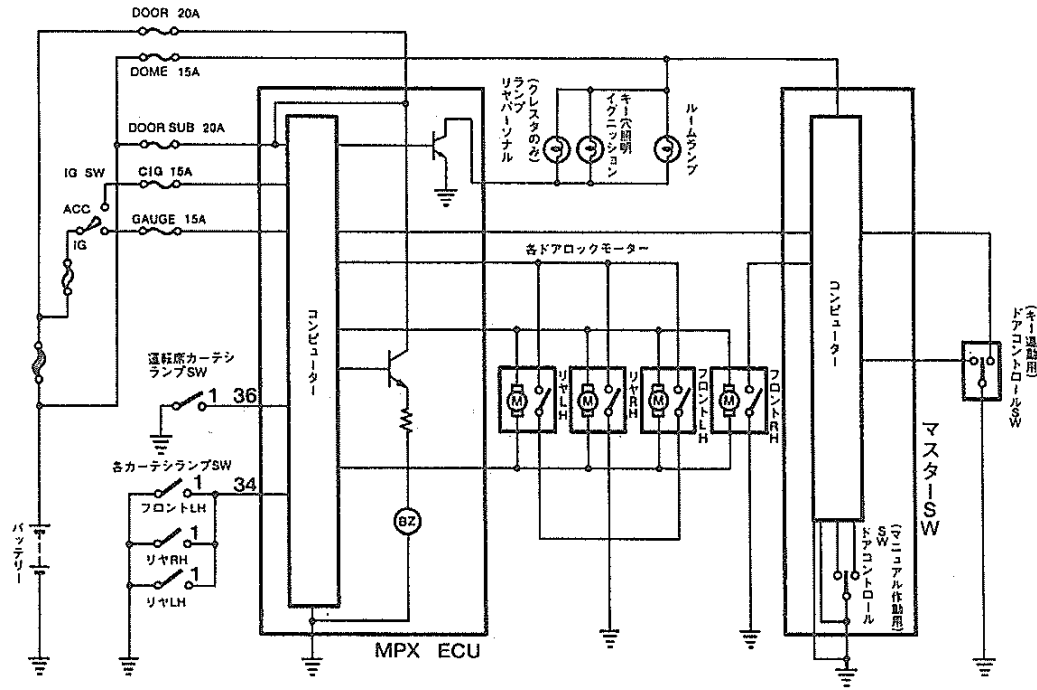 DOOR 20A
DOME 15A
DOOR SUB 20A
IG SW
CIG 15A
ACC
GAUGE 15A
IG
リヤパーソナル
ランプ
(クレスタのみ)
イグニッション
キー穴照明
ルームランプ
各ドアロックモーター
コンピューター
コンピューター
運転席カーテシ
ランプSW
1
36
各カーテシランプSW
1
34
フロントLH
1
リヤRH
1
リヤLH
バッテリー
M
リヤLH
M
リヤRH
M
フロントLH
M
フロントRH
BZ
MPX ECU
マスターSW
ドアコントロールSW
(キー連動用)
ドアコントロール
SW
(マニュアル作動用)